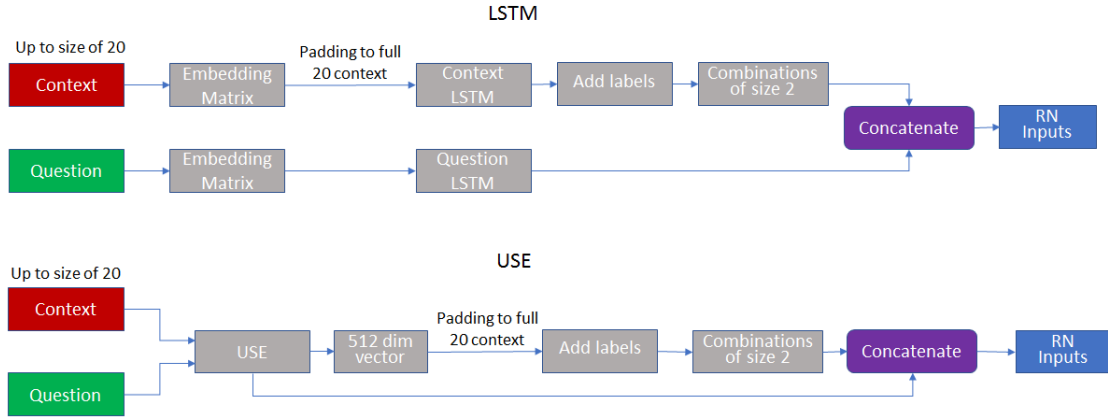 LSTM
Up to size of 20
Context
Embedding
Matrix
Padding to full
20 context
Context
LSTM
Add labels
Combinations
of size 2
Concatenate
RN
Inputs
Question
Embedding
Matrix
Question
LSTM
USE
Up to size of 20
Context
USE
512 dim
vector
Padding to full
20 context
Add labels
Combinations
of size 2
Concatenate
RN
Inputs
Question